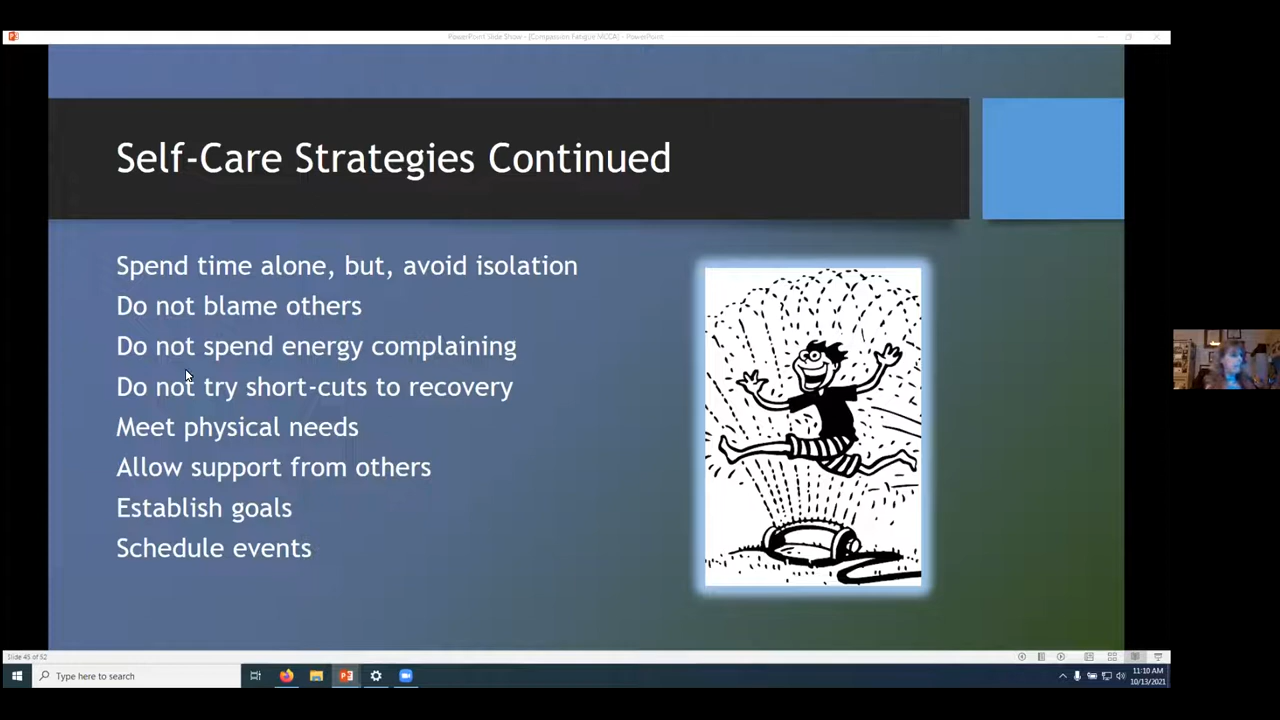 PowerPoint Slide Show - [Compassion Fatigue MCCA] - PowerPoint
Self-Care Strategies Continued
Spend time alone, but, avoid isolation
Do not blame others
Do not spend energy complaining
Do not try short-cuts to recovery
Meet physical needs
Allow support from others
Establish goals
Schedule events
Slide 45 of 52
Type here to search
11:10 AM
10/13/2021